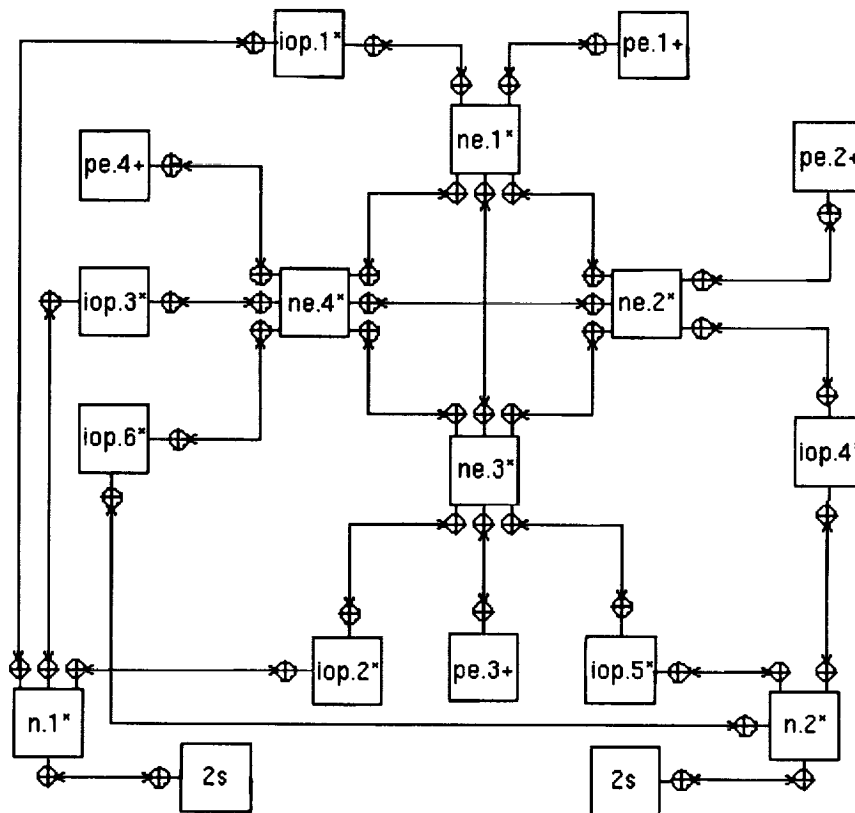 iop.1*
pe.1+
ne.1*
pe.4+
pe.2+
iop.3*
ne.4*
ne.2*
iop.6*
iop.4*
ne.3*
iop.2*
pe.3+
iop.5*
n.1*
n.2*
2s
2s